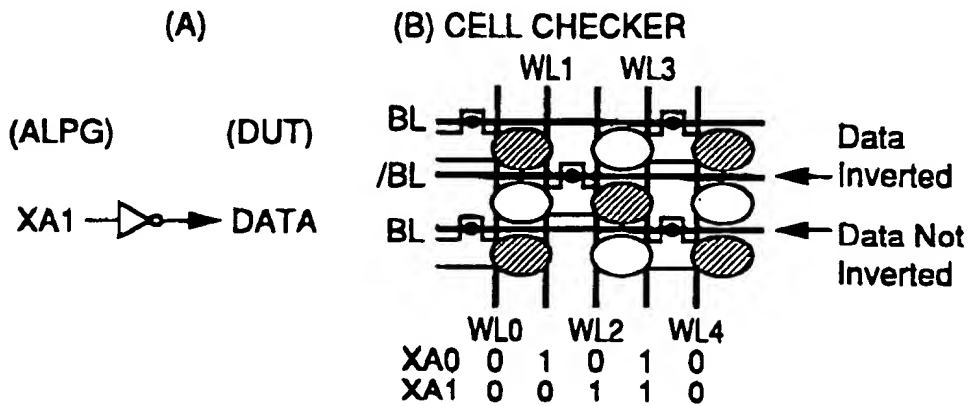 (A)
(B) CELL CHECKER
WL1 WL3
(ALPG) (DUT)
BL
Data
Inverted
/BL
XA1 DATA
BL
Data Not
Inverted
WL0 WL2 WL4
XA0 0 1 0 1 0
XA1 0 0 1 1 0